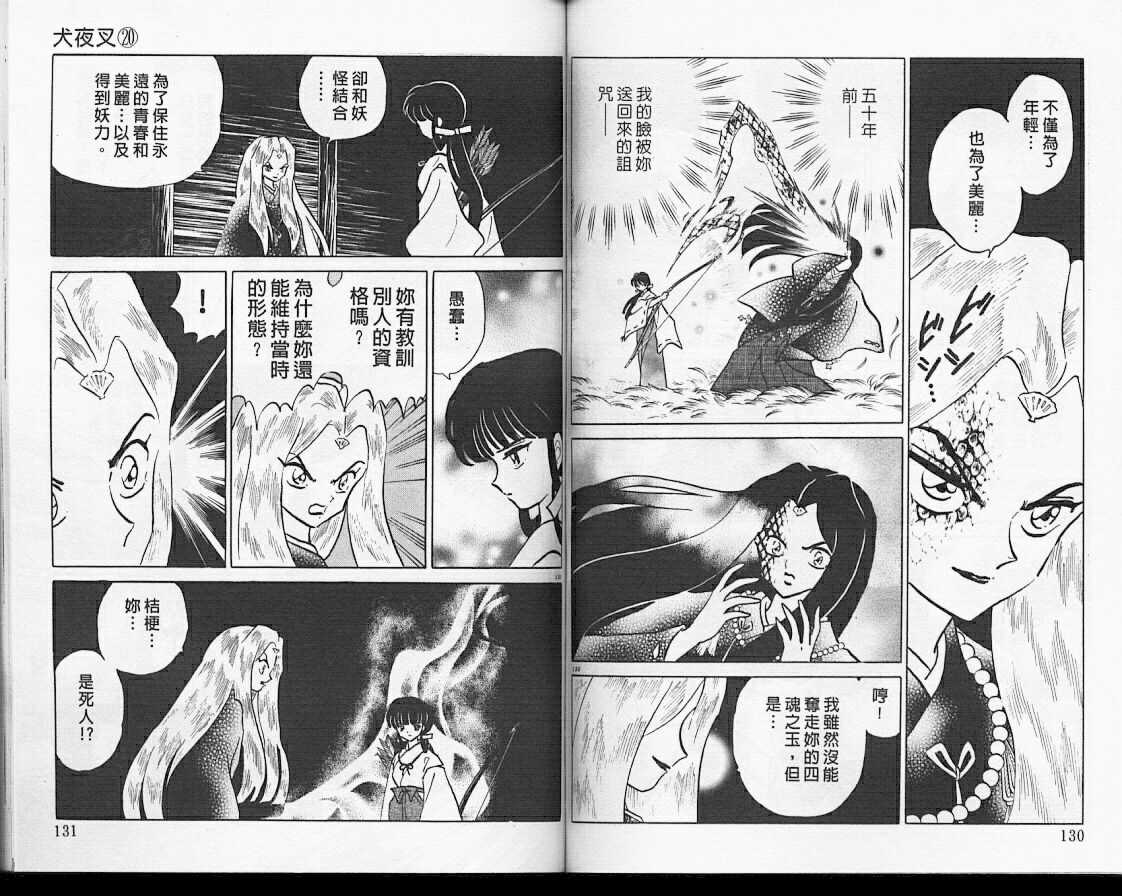 犬夜叉⑳
不僅為了
年輕…
也為了美麗…
ハッ
ハッ
…
五十年
前——
我的臉被妳
送回來的詛
咒——
哼！
我雖然沒能
奪走妳的四
魂之玉，但
是…
130
卻和妖
怪結合
……
為了保住永
遠的青春和
美麗…以及
得到妖力。
愚蠢…
妳有教訓
別人的資
格嗎？
為什麼妳還
能維持當時
的形態？
！
桔梗…
妳…
是死人!?
131